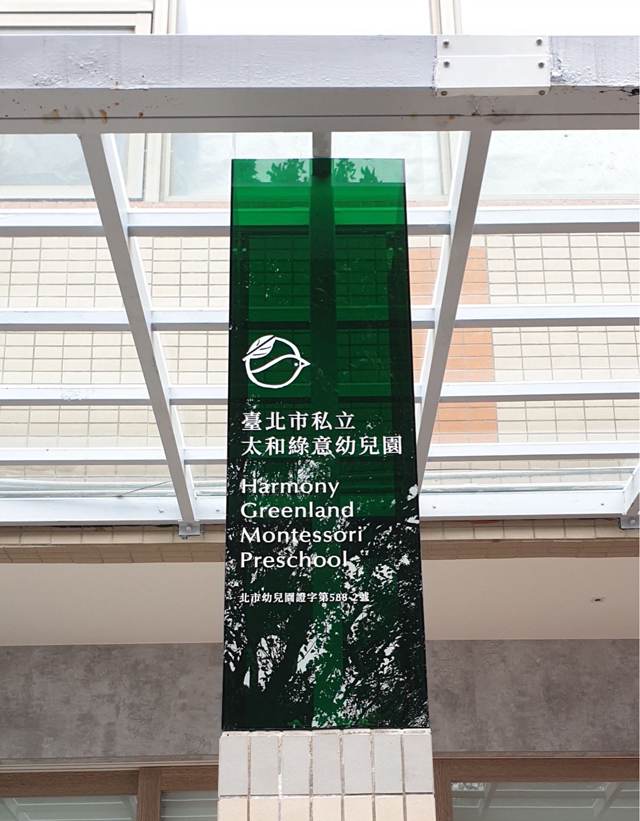 臺北市私立
太和綠意幼兒園
Harmony
Greenland
Montessori
Preschool
北市幼兒園證字第588-2號